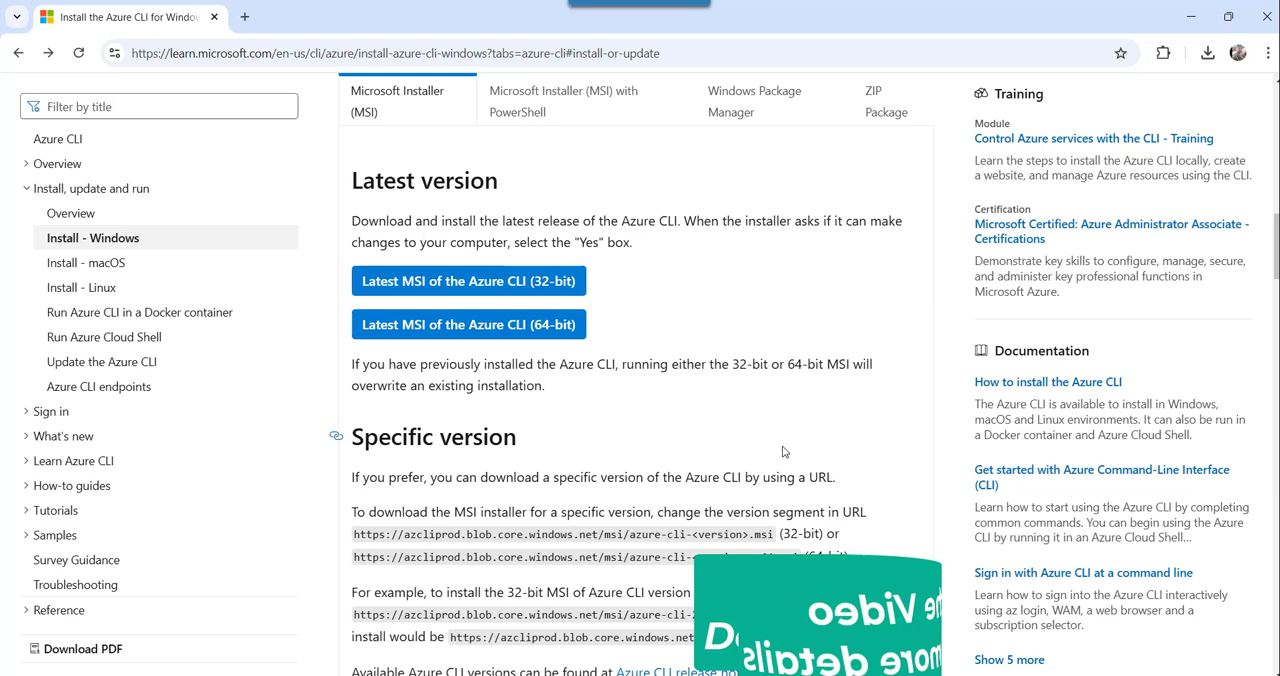 Install the Azure CLI for Window
https://learn.microsoft.com/en-us/cli/azure/install-azure-cli-windows?tabs=azure-cli#install-or-update
Filter by title
Azure CLI
Overview
Install, update and run
Overview
Install - Windows
Install - macOS
Install - Linux
Run Azure CLI in a Docker container
Run Azure Cloud Shell
Update the Azure CLI
Azure CLI endpoints
Sign in
What's new
Learn Azure CLI
How-to guides
Tutorials
Samples
Survey Guidance
Troubleshooting
Reference
Download PDF
Microsoft Installer
(MSI)
Microsoft Installer (MSI) with
PowerShell
Windows Package
Manager
ZIP
Package
Latest version
Download and install the latest release of the Azure CLI. When the installer asks if it can make
changes to your computer, select the "Yes" box.
Latest MSI of the Azure CLI (32-bit)
Latest MSI of the Azure CLI (64-bit)
If you have previously installed the Azure CLI, running either the 32-bit or 64-bit MSI will
overwrite an existing installation.
Specific version
If you prefer, you can download a specific version of the Azure CLI by using a URL.
To download the MSI installer for a specific version, change the version segment in URL
https://azcliprod.blob.core.windows.net/msi/azure-cli-<version>.msi (32-bit) or
https://azcliprod.blob.core.windows.net/msi/azure-cli-
For example, to install the 32-bit MSI of Azure CLI version
https://azcliprod.blob.core.windows.net/msi/azure-cli-2
install would be https://azcliprod.blob.core.windows.net
Available Azure CLI versions can be found at Azure CLI release no
he Video
more details
Training
Module
Control Azure services with the CLI - Training
Learn the steps to install the Azure CLI locally, create
a website, and manage Azure resources using the CLI.
Certification
Microsoft Certified: Azure Administrator Associate -
Certifications
Demonstrate key skills to configure, manage, secure,
and administer key professional functions in
Microsoft Azure.
Documentation
How to install the Azure CLI
The Azure CLI is available to install in Windows,
macOS and Linux environments. It can also be run in
a Docker container and Azure Cloud Shell.
Get started with Azure Command-Line Interface
(CLI)
Learn how to start using the Azure CLI by completing
common commands. You can begin using the Azure
CLI by running it in an Azure Cloud Shell...
Sign in with Azure CLI at a command line
Learn how to sign into the Azure CLI interactively
using az login, WAM, a web browser and a
subscription selector.
Show 5 more